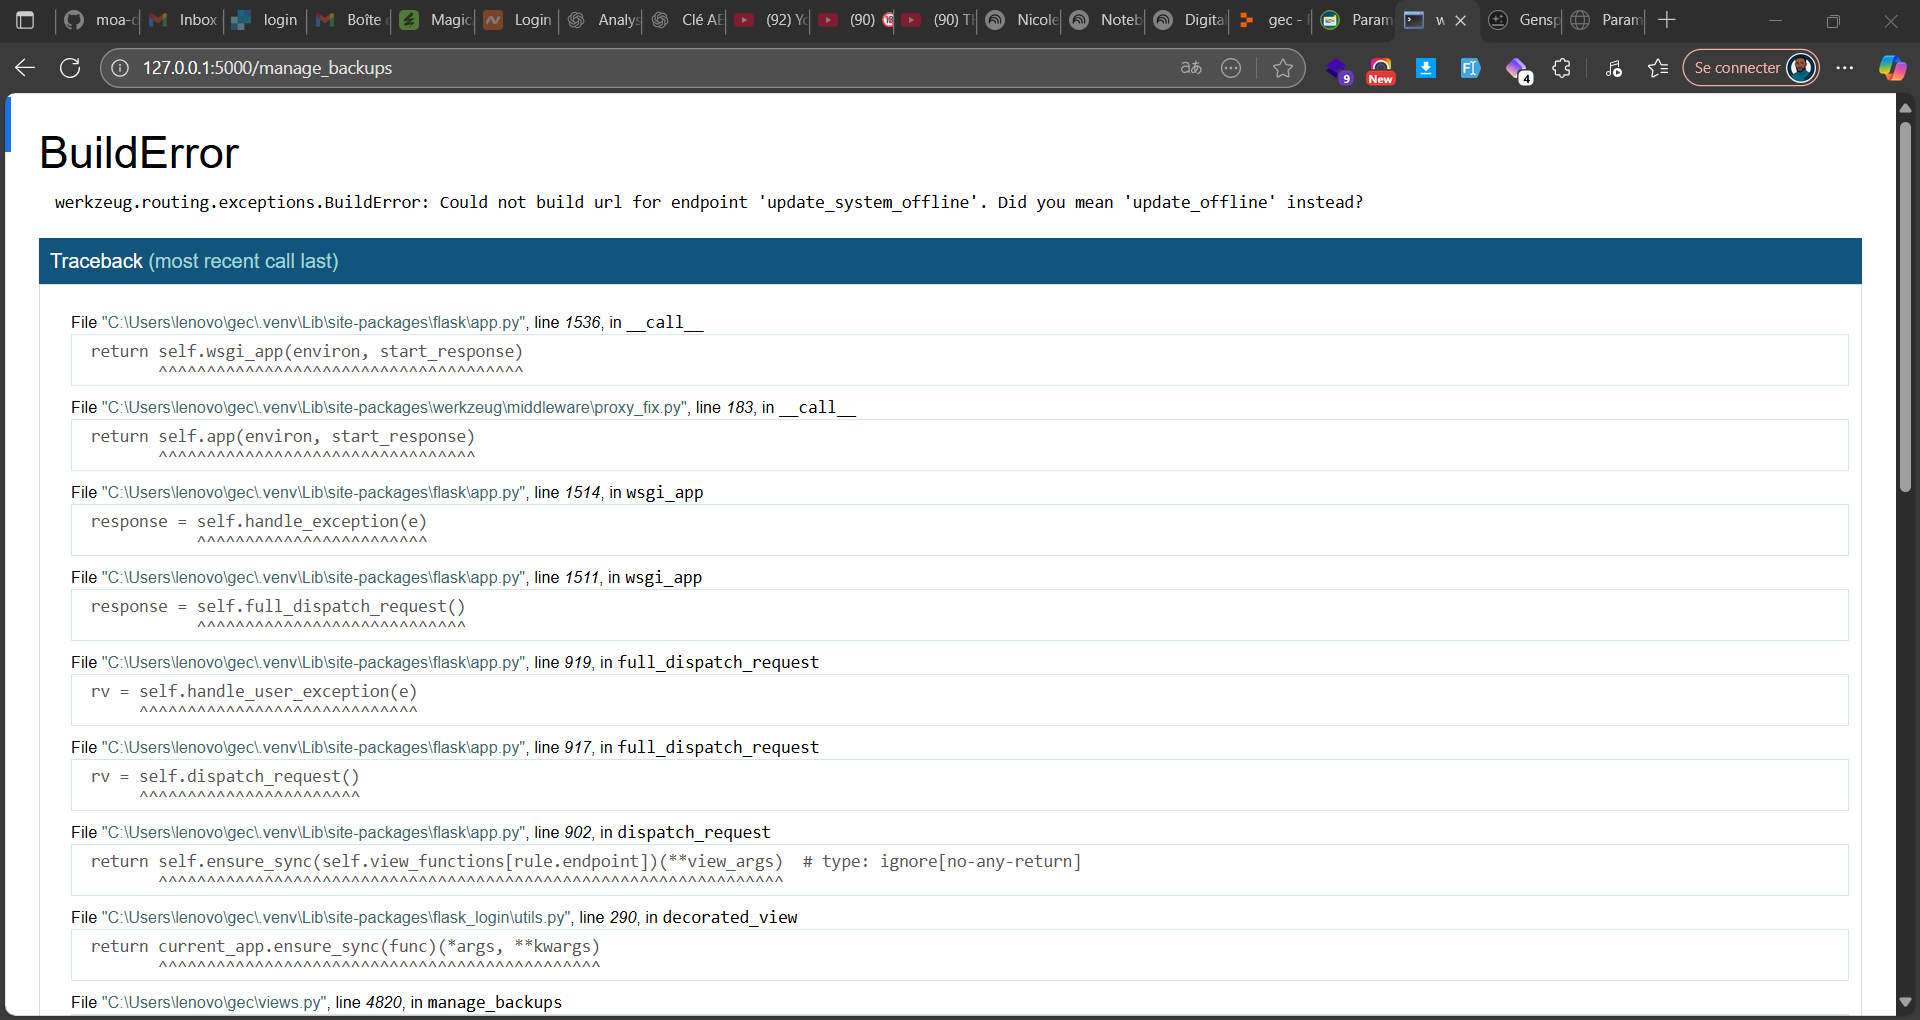 moa-c
Inbox
login
Boîte
Magic
Login
Analys
Clé AE
(92) Yo
(90)
(90) Th
Nicole
Noteb
Digita
gec -
Param
Gensp
Param
127.0.0.1:5000/manage_backups
aあ
9
New
4
Se connecter
BuildError
werkzeug.routing.exceptions.BuildError: Could not build url for endpoint 'update_system_offline'. Did you mean 'update_offline' instead?
Traceback (most recent call last)
File "C:\Users\lenovo\gec\.venv\Lib\site-packages\flask\app.py", line 1536, in __call__
return self.wsgi_app(environ, start_response)
^^^^^^^^^^^^^^^^^^^^^^^^^^^^^^^^^^^^^^
File "C:\Users\lenovo\gec\.venv\Lib\site-packages\werkzeug\middleware\proxy_fix.py", line 183, in __call__
return self.app(environ, start_response)
^^^^^^^^^^^^^^^^^^^^^^^^^^^^^^^^^
File "C:\Users\lenovo\gec\.venv\Lib\site-packages\flask\app.py", line 1514, in wsgi_app
response = self.handle_exception(e)
^^^^^^^^^^^^^^^^^^^^^^^^
File "C:\Users\lenovo\gec\.venv\Lib\site-packages\flask\app.py", line 1511, in wsgi_app
response = self.full_dispatch_request()
^^^^^^^^^^^^^^^^^^^^^^^^^^^^
File "C:\Users\lenovo\gec\.venv\Lib\site-packages\flask\app.py", line 919, in full_dispatch_request
rv = self.handle_user_exception(e)
^^^^^^^^^^^^^^^^^^^^^^^^^^^^^
File "C:\Users\lenovo\gec\.venv\Lib\site-packages\flask\app.py", line 917, in full_dispatch_request
rv = self.dispatch_request()
^^^^^^^^^^^^^^^^^^^^^^^
File "C:\Users\lenovo\gec\.venv\Lib\site-packages\flask\app.py", line 902, in dispatch_request
return self.ensure_sync(self.view_functions[rule.endpoint])(**view_args)  # type: ignore[no-any-return]
^^^^^^^^^^^^^^^^^^^^^^^^^^^^^^^^^^^^^^^^^^^^^^^^^^^^^^^^^^^^^^^^^
File "C:\Users\lenovo\gec\.venv\Lib\site-packages\flask_login\utils.py", line 290, in decorated_view
return current_app.ensure_sync(func)(*args, **kwargs)
^^^^^^^^^^^^^^^^^^^^^^^^^^^^^^^^^^^^^^^^^^^^^^
File "C:\Users\lenovo\gec\views.py", line 4820, in manage_backups